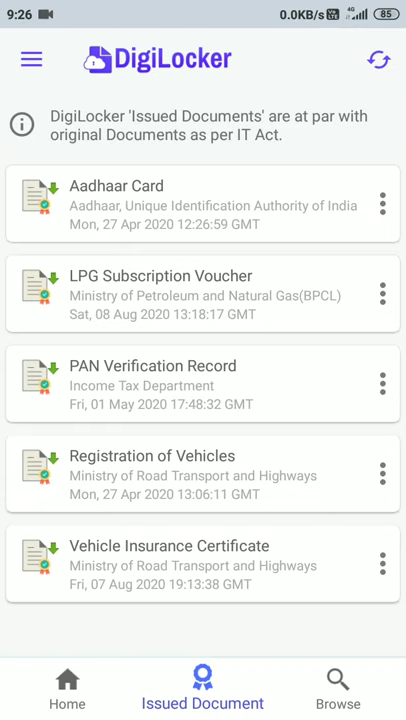 9:26 0.0KB/s 4G 85
DigiLocker
DigiLocker 'Issued Documents' are at par with
original Documents as per IT Act.
Aadhaar Card
Aadhaar, Unique Identification Authority of India
Mon, 27 Apr 2020 12:26:59 GMT
LPG Subscription Voucher
Ministry of Petroleum and Natural Gas(BPCL)
Sat, 08 Aug 2020 13:18:17 GMT
PAN Verification Record
Income Tax Department
Fri, 01 May 2020 17:48:32 GMT
Registration of Vehicles
Ministry of Road Transport and Highways
Mon, 27 Apr 2020 13:06:11 GMT
Vehicle Insurance Certificate
Ministry of Road Transport and Highways
Fri, 07 Aug 2020 19:13:38 GMT
Home Issued Document Browse